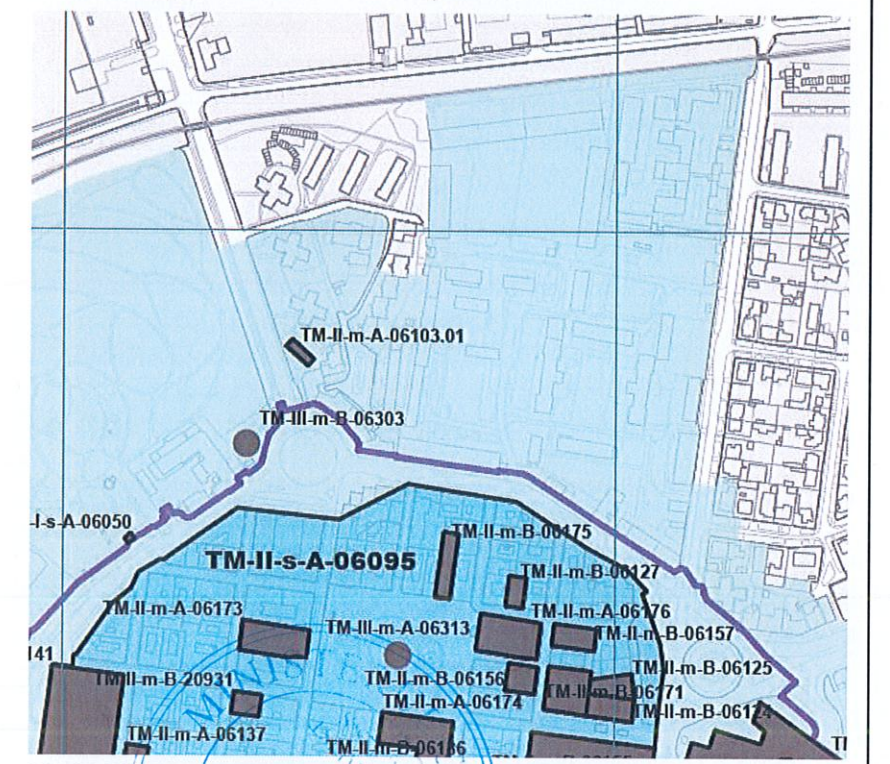 TM-II-m-A-06103.01
TM-III-m-B-06303
-I-s-A-06050
TM-II-m-B-06175
TM-II-s-A-06095
TM-II-m-B-06127
TM-II-m-A-06173
TM-II-m-A-06176
TM-III-m-A-06313
TM-II-m-B-06157
141
TM-II-m-B-06125
TM-II-m-B-20931
TM-II-m-B-06156
TM-II-m-B-06171
TM-II-m-A-06174
TM-II-m-B-06124
TM-II-m-A-06137